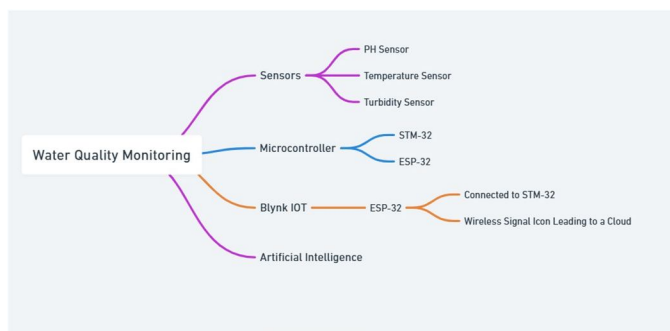 PH Sensor
Sensors
Temperature Sensor
Turbidity Sensor
Water Quality Monitoring
Microcontroller
STM-32
ESP-32
Blynk IOT
ESP-32
Connected to STM-32
Wireless Signal Icon Leading to a Cloud
Artificial Intelligence